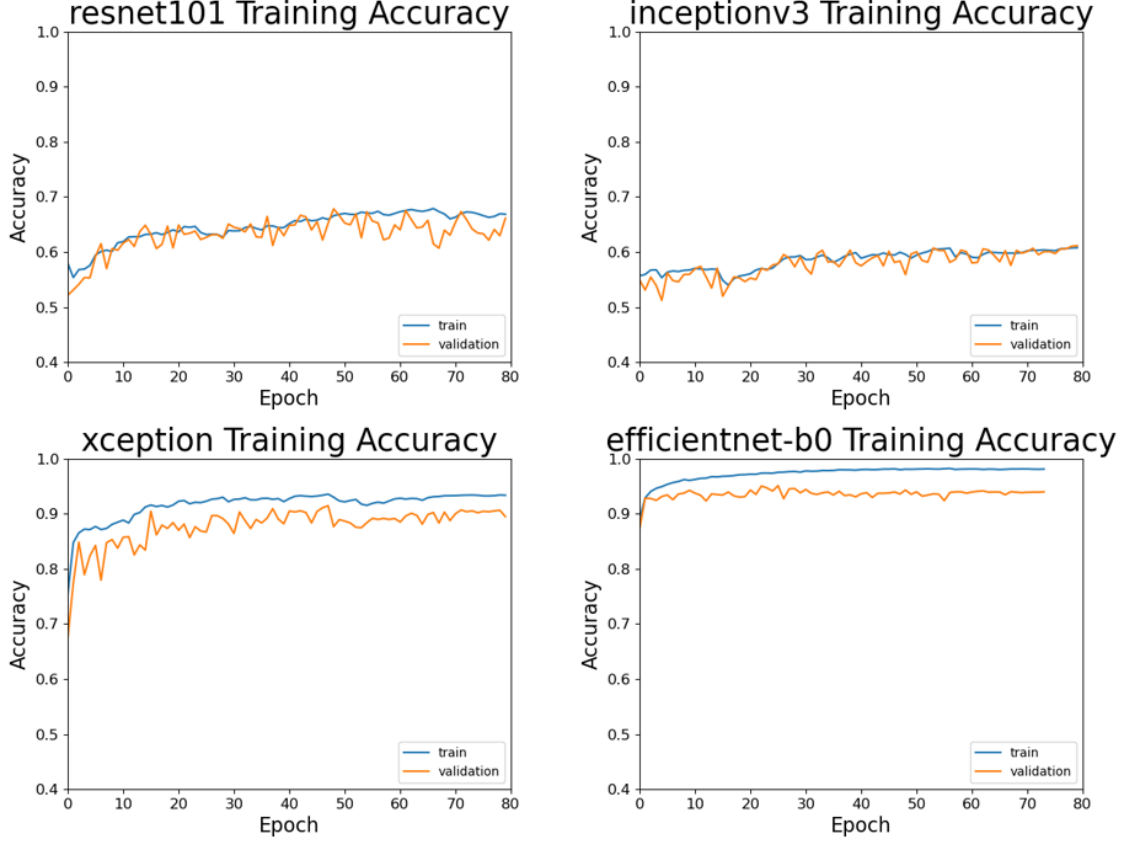 resnet101 Training Accuracy
1.0
0.9
0.8
0.7
0.6
0.5
0.4
Accuracy
0 10 20 30 40 50 60 70 80
Epoch
train
validation
inceptionv3 Training Accuracy
1.0
0.9
0.8
0.7
0.6
0.5
0.4
Accuracy
0 10 20 30 40 50 60 70 80
Epoch
train
validation
xception Training Accuracy
1.0
0.9
0.8
0.7
0.6
0.5
0.4
Accuracy
0 10 20 30 40 50 60 70 80
Epoch
train
validation
efficientnet-b0 Training Accuracy
1.0
0.9
0.8
0.7
0.6
0.5
0.4
Accuracy
0 10 20 30 40 50 60 70 80
Epoch
train
validation